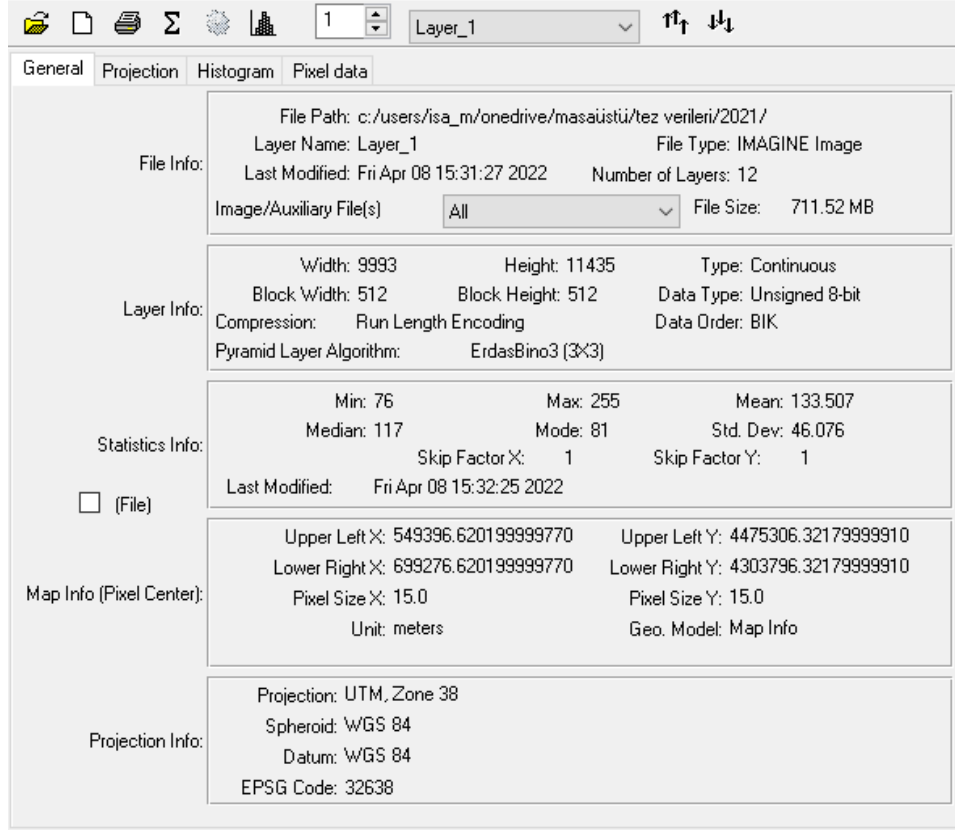 1 Layer_1
General Projection Histogram Pixel data
File Info:
File Path: c:/users/isa_m/onedrive/masaüstü/tez verileri/2021/
Layer Name: Layer_1 File Type: IMAGINE Image
Last Modified: Fri Apr 08 15:31:27 2022 Number of Layers: 12
Image/Auxiliary File(s) All File Size: 711.52 MB
Layer Info:
Width: 9993 Height: 11435 Type: Continuous
Block Width: 512 Block Height: 512 Data Type: Unsigned 8-bit
Compression: Run Length Encoding Data Order: BIK
Pyramid Layer Algorithm: ErdasBino3 (3X3)
Statistics Info:
(File)
Min: 76 Max: 255 Mean: 133.507
Median: 117 Mode: 81 Std. Dev: 46.076
Skip Factor X: 1 Skip Factor Y: 1
Last Modified: Fri Apr 08 15:32:25 2022
Map Info (Pixel Center):
Upper Left X: 549396.620199999770 Upper Left Y: 4475306.32179999910
Lower Right X: 699276.620199999770 Lower Right Y: 4303796.32179999910
Pixel Size X: 15.0 Pixel Size Y: 15.0
Unit: meters Geo. Model: Map Info
Projection Info:
Projection: UTM, Zone 38
Spheroid: WGS 84
Datum: WGS 84
EPSG Code: 32638